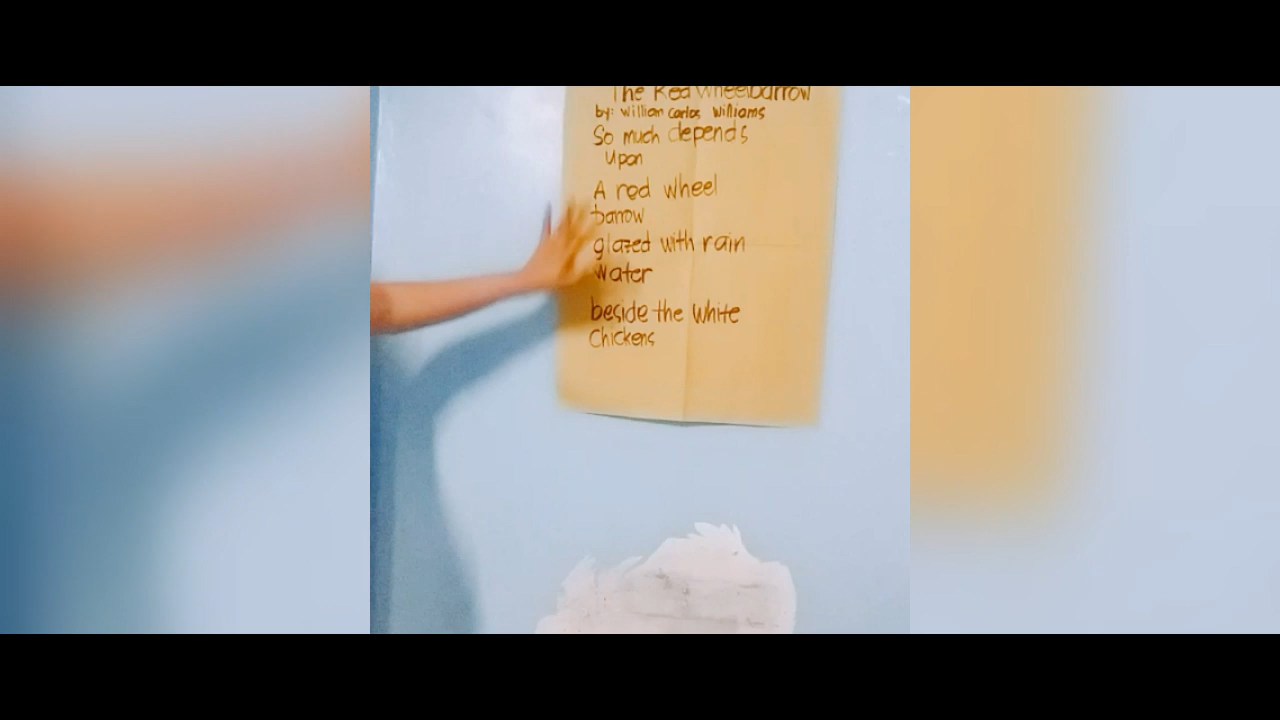 The Red Wheelbarrow
by: William Carlos Williams
So much depends
Upon
A red wheel
barrow
glazed with rain
water
beside the white
Chickens